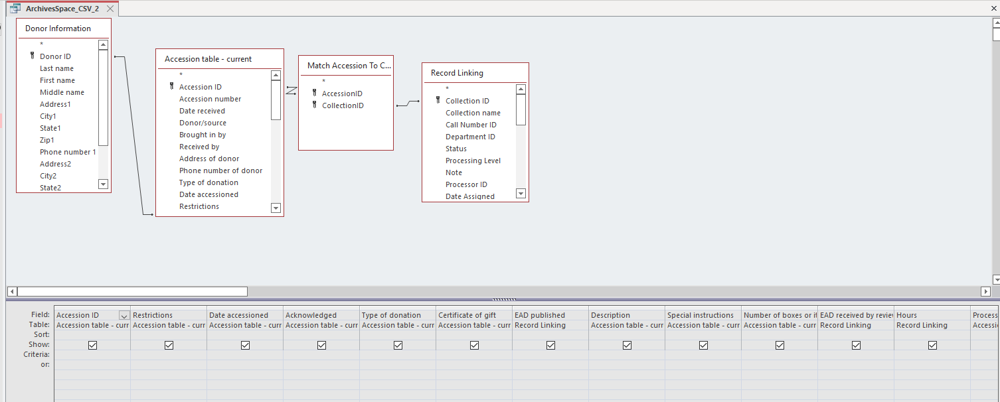 ArchivesSpace_CSV_2
Donor Information
*
Donor ID
Last name
First name
Middle name
Address1
City1
State1
Zip1
Phone number 1
Address2
City2
State2
Accession table - current
*
Accession ID
Accession number
Date received
Donor/source
Brought in by
Received by
Address of donor
Phone number of donor
Type of donation
Date accessioned
Restrictions
Match Accession To C...
*
AccessionID
CollectionID
Record Linking
*
Collection ID
Collection name
Call Number ID
Department ID
Status
Processing Level
Note
Processor ID
Date Assigned
Field: Accession ID Restrictions Date accessioned Acknowledged Type of donation Certificate of gift EAD published Description Special instructions Number of boxes or it EAD received by review Hours Process
Table: Accession table - curr Accession table - curr Accession table - curr Accession table - curr Accession table - curr Accession table - curr Record Linking Accession table - curr Accession table - curr Accession table - curr Record Linking Record Linking Accessi
Sort:
Show:
Criteria:
or: